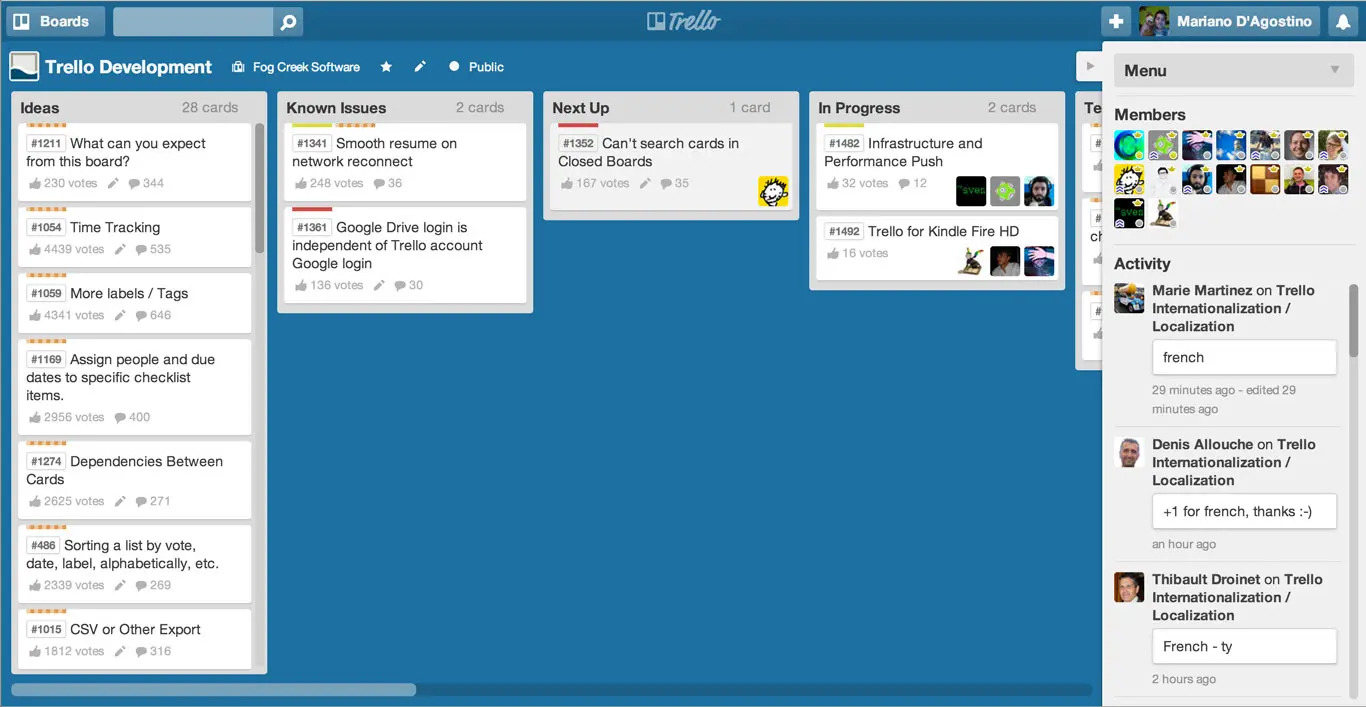 Boards
Trello
Mariano D'Agostino
Trello Development
Fog Creek Software
Public
Ideas
28 cards
#1211 What can you expect
from this board?
230 votes 344
#1054 Time Tracking
4439 votes 535
#1059 More labels / Tags
4341 votes 646
#1169 Assign people and due
dates to specific checklist
items.
2956 votes 400
#1274 Dependencies Between
Cards
2625 votes 271
#486 Sorting a list by vote,
date, label, alphabetically, etc.
2339 votes 269
#1015 CSV or Other Export
1812 votes 316
Known Issues
2 cards
#1341 Smooth resume on
network reconnect
248 votes 36
#1361 Google Drive login is
independent of Trello account
Google login
136 votes 30
Next Up
1 card
#1352 Can't search cards in
Closed Boards
167 votes 35
In Progress
2 cards
#1482 Infrastructure and
Performance Push
32 votes 12
"sven
#1492 Trello for Kindle Fire HD
16 votes
Te
#
#
ch
#
Menu
Members
"sven
Activity
Marie Martinez on Trello
Internationalization /
Localization
french
29 minutes ago - edited 29
minutes ago
Denis Allouche on Trello
Internationalization /
Localization
+1 for french, thanks :-)
an hour ago
Thibault Droinet on Trello
Internationalization /
Localization
French - ty
2 hours ago